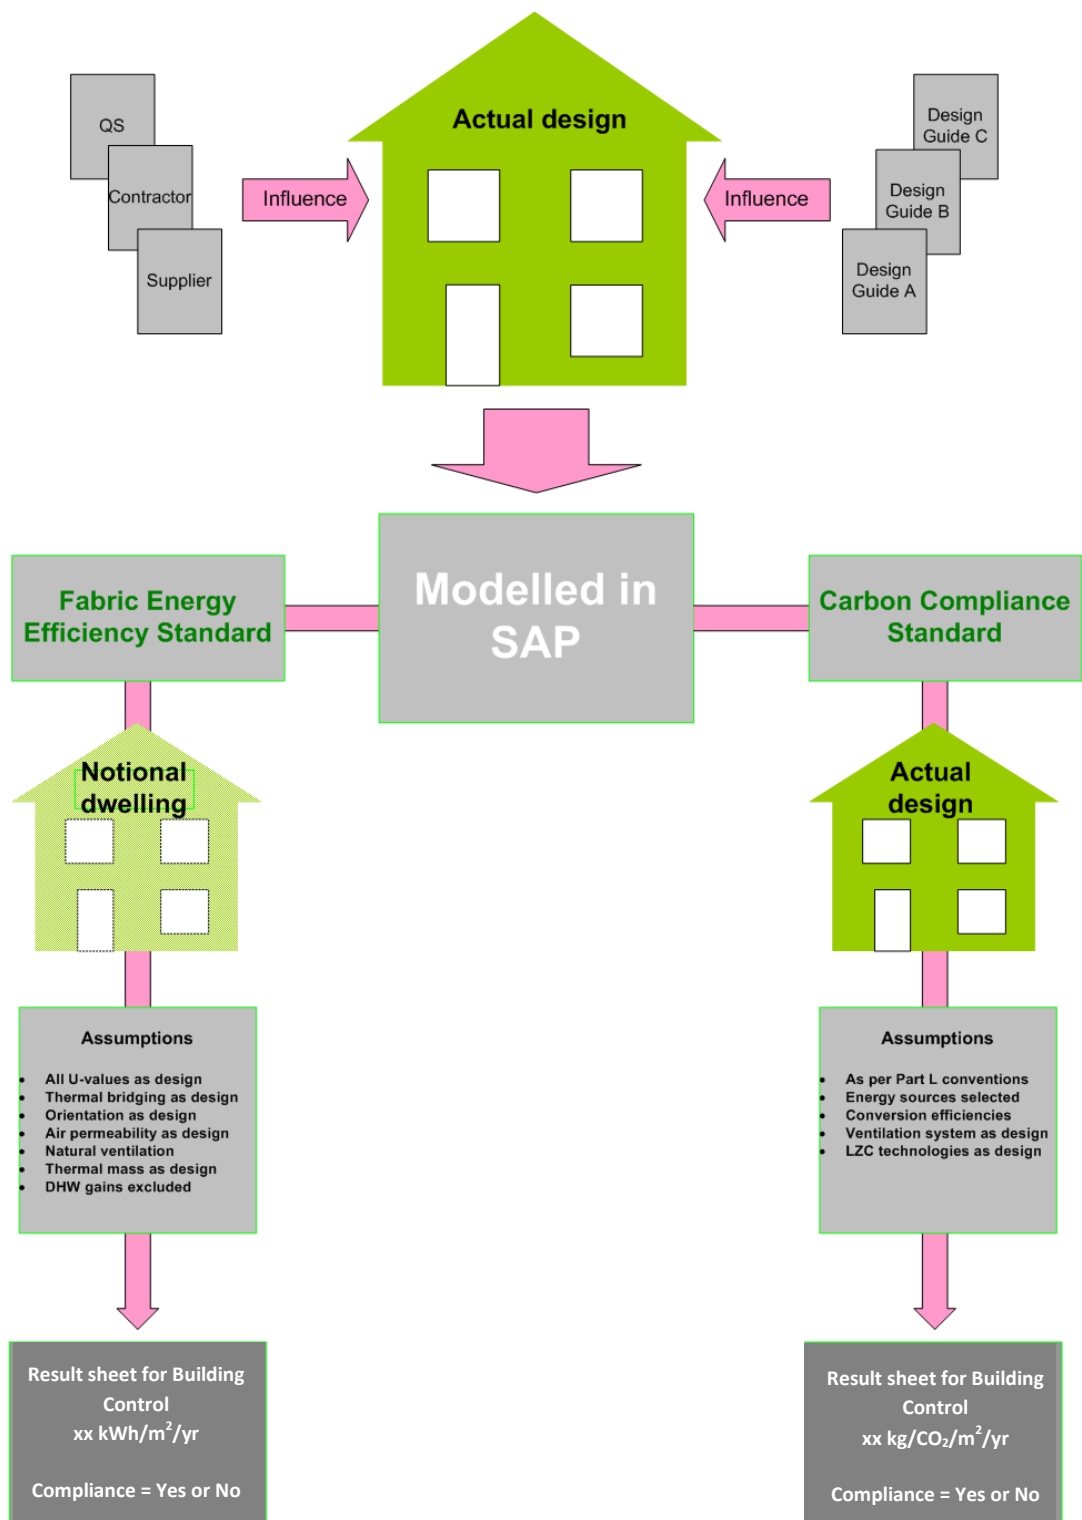 Actual design
QS
Contractor
Supplier
Influence
Influence
Design
Guide C
Design
Guide B
Design
Guide A
Modelled in
SAP
Fabric Energy
Efficiency Standard
Carbon Compliance
Standard
Notional
dwelling
Actual
design
Assumptions
• All U-values as design
• Thermal bridging as design
• Orientation as design
• Air permeability as design
• Natural ventilation
• Thermal mass as design
• DHW gains excluded
Assumptions
• As per Part L conventions
• Energy sources selected
• Conversion efficiencies
• Ventilation system as design
• LZC technologies as design
Result sheet for Building
Control
xx kWh/m²/yr
Compliance = Yes or No
Result sheet for Building
Control
xx kg/CO₂/m²/yr
Compliance = Yes or No